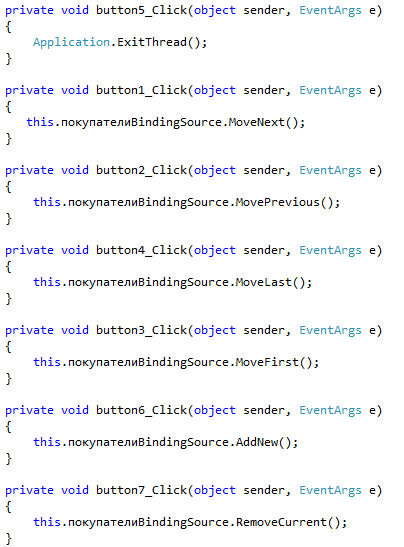 private void button5_Click(object sender, EventArgs e)
{
    Application.ExitThread();
}
private void button1_Click(object sender, EventArgs e)
{
   this.покупателиBindingSource.MoveNext();
}
private void button2_Click(object sender, EventArgs e)
{
    this.покупателиBindingSource.MovePrevious();
}
private void button4_Click(object sender, EventArgs e)
{
    this.покупателиBindingSource.MoveLast();
}
private void button3_Click(object sender, EventArgs e)
{
    this.покупателиBindingSource.MoveFirst();
}
private void button6_Click(object sender, EventArgs e)
{
    this.покупателиBindingSource.AddNew();
}
private void button7_Click(object sender, EventArgs e)
{
    this.покупателиBindingSource.RemoveCurrent();
}